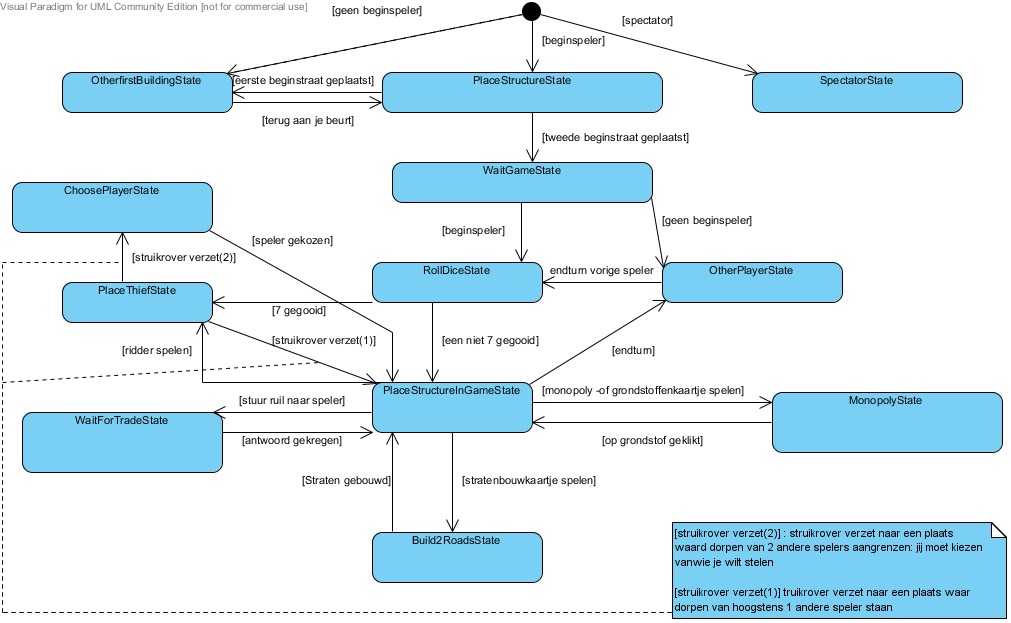 Visual Paradigm for UML Community Edition [not for commercial use]
[geen beginspeler]
[spectator]
[beginspeler]
OtherfirstBuildingState
[eerste beginstraat geplaatst]
PlaceStructureState
SpectatorState
[terug aan je beurt]
[tweede beginstraat geplaatst]
WaitGameState
ChoosePlayerState
[geen beginspeler]
[beginspeler]
[speler gekozen]
[struikrover verzet(2)]
RollDiceState
endturn vorige speler
OtherPlayerState
PlaceThiefState
[7 gegooid]
[struikrover verzet(1)]
[een niet 7 gegooid]
[ridder spelen]
[endturn]
PlaceStructureInGameState
[monopoly -of grondstoffenkaartje spelen]
[stuur ruil naar speler]
MonopolyState
WaitForTradeState
[antwoord gekregen]
[op grondstof geklikt]
[Straten gebouwd]
[stratenbouwkaartje spelen]
Build2RoadsState
[struikrover verzet(2)] : struikrover verzet naar een plaats
waard dorpen van 2 andere spelers aangrenzen: jij moet kiezen
vanwie je wilt stelen
[struikrover verzet(1)] truikrover verzet naar een plaats waar
dorpen van hoogstens 1 andere speler staan